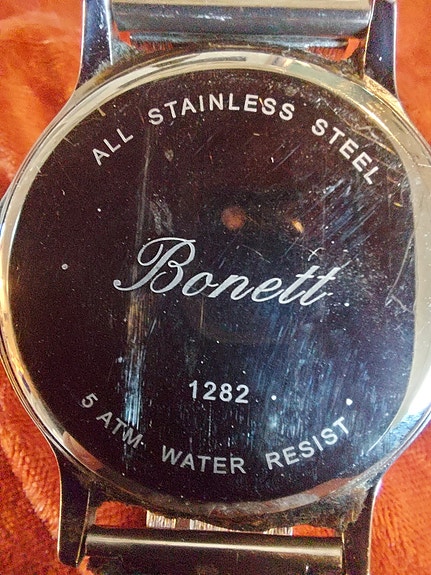 ALL STAINLESS STEEL
Bonett
1282
5 ATM WATER RESIST